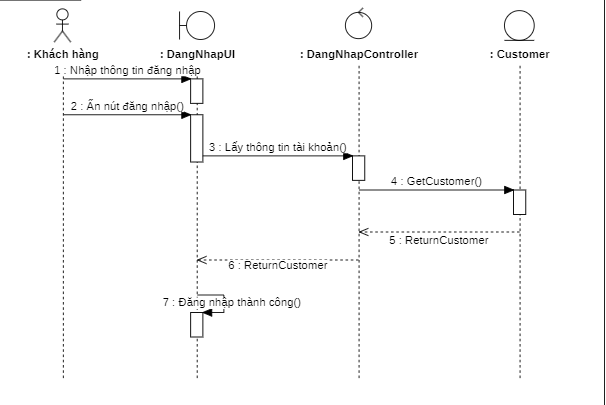 : Khách hàng
: DangNhapUI
: DangNhapController
: Customer
1 : Nhập thông tin đăng nhập
2 : Ấn nút đăng nhập()
3 : Lấy thông tin tài khoản()
4 : GetCustomer()
5 : ReturnCustomer
6 : ReturnCustomer
7 : Đăng nhập thành công()